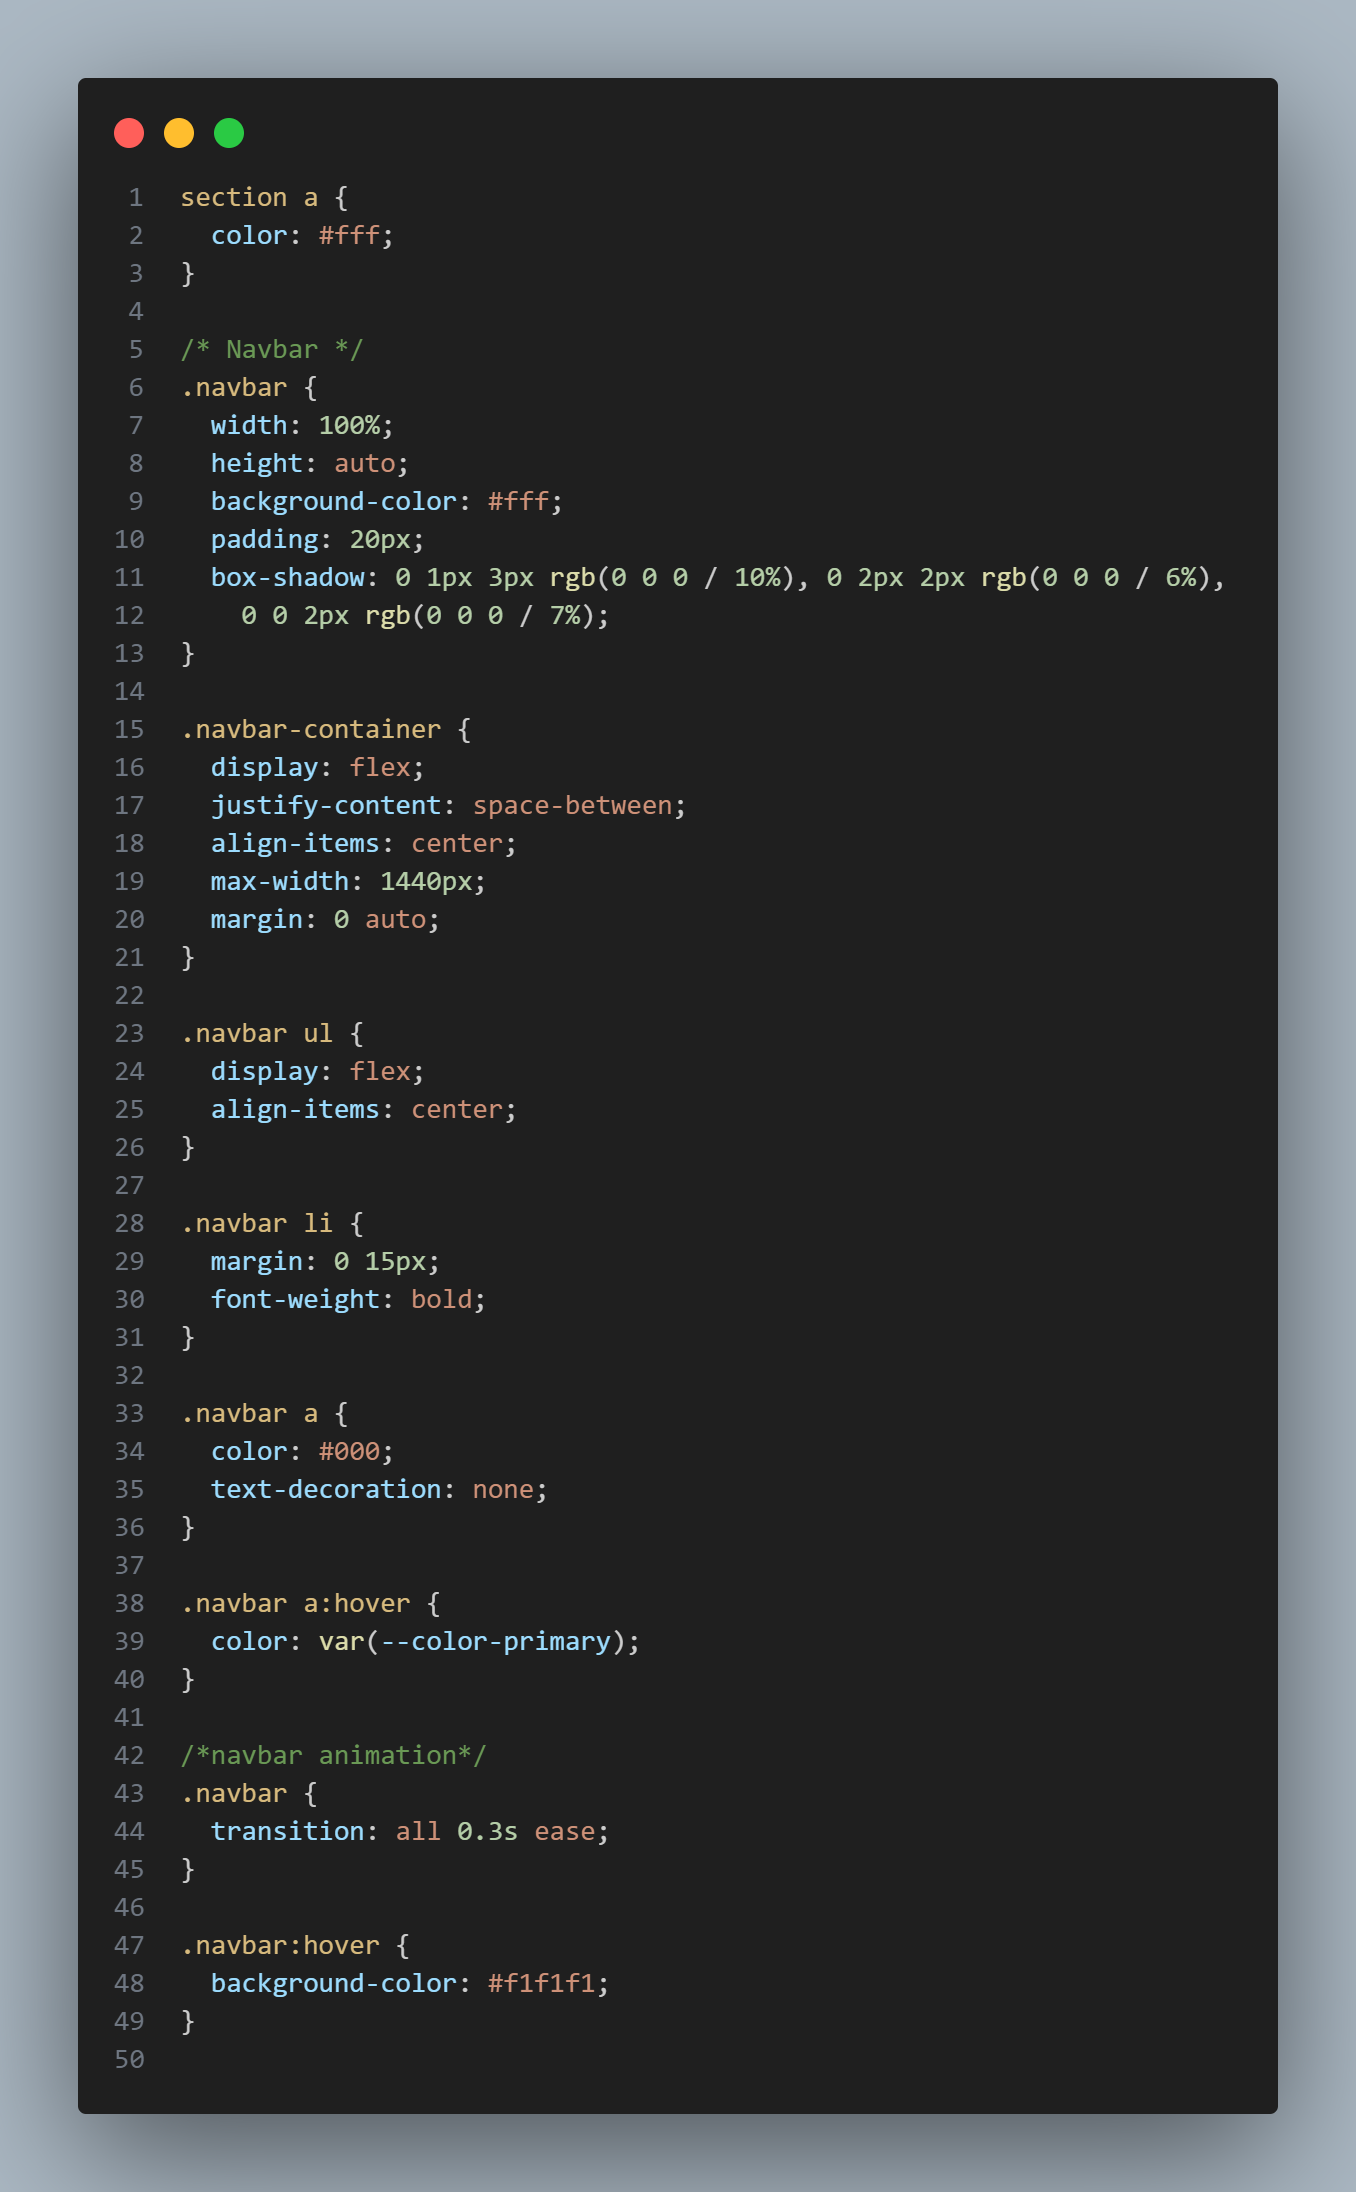 1 section a {
2   color: #fff;
3 }
4
5 /* Navbar */
6 .navbar {
7   width: 100%;
8   height: auto;
9   background-color: #fff;
10   padding: 20px;
11   box-shadow: 0 1px 3px rgb(0 0 0 / 10%), 0 2px 2px rgb(0 0 0 / 6%),
12     0 0 2px rgb(0 0 0 / 7%);
13 }
14
15 .navbar-container {
16   display: flex;
17   justify-content: space-between;
18   align-items: center;
19   max-width: 1440px;
20   margin: 0 auto;
21 }
22
23 .navbar ul {
24   display: flex;
25   align-items: center;
26 }
27
28 .navbar li {
29   margin: 0 15px;
30   font-weight: bold;
31 }
32
33 .navbar a {
34   color: #000;
35   text-decoration: none;
36 }
37
38 .navbar a:hover {
39   color: var(--color-primary);
40 }
41
42 /*navbar animation*/
43 .navbar {
44   transition: all 0.3s ease;
45 }
46
47 .navbar:hover {
48   background-color: #f1f1f1;
49 }
50